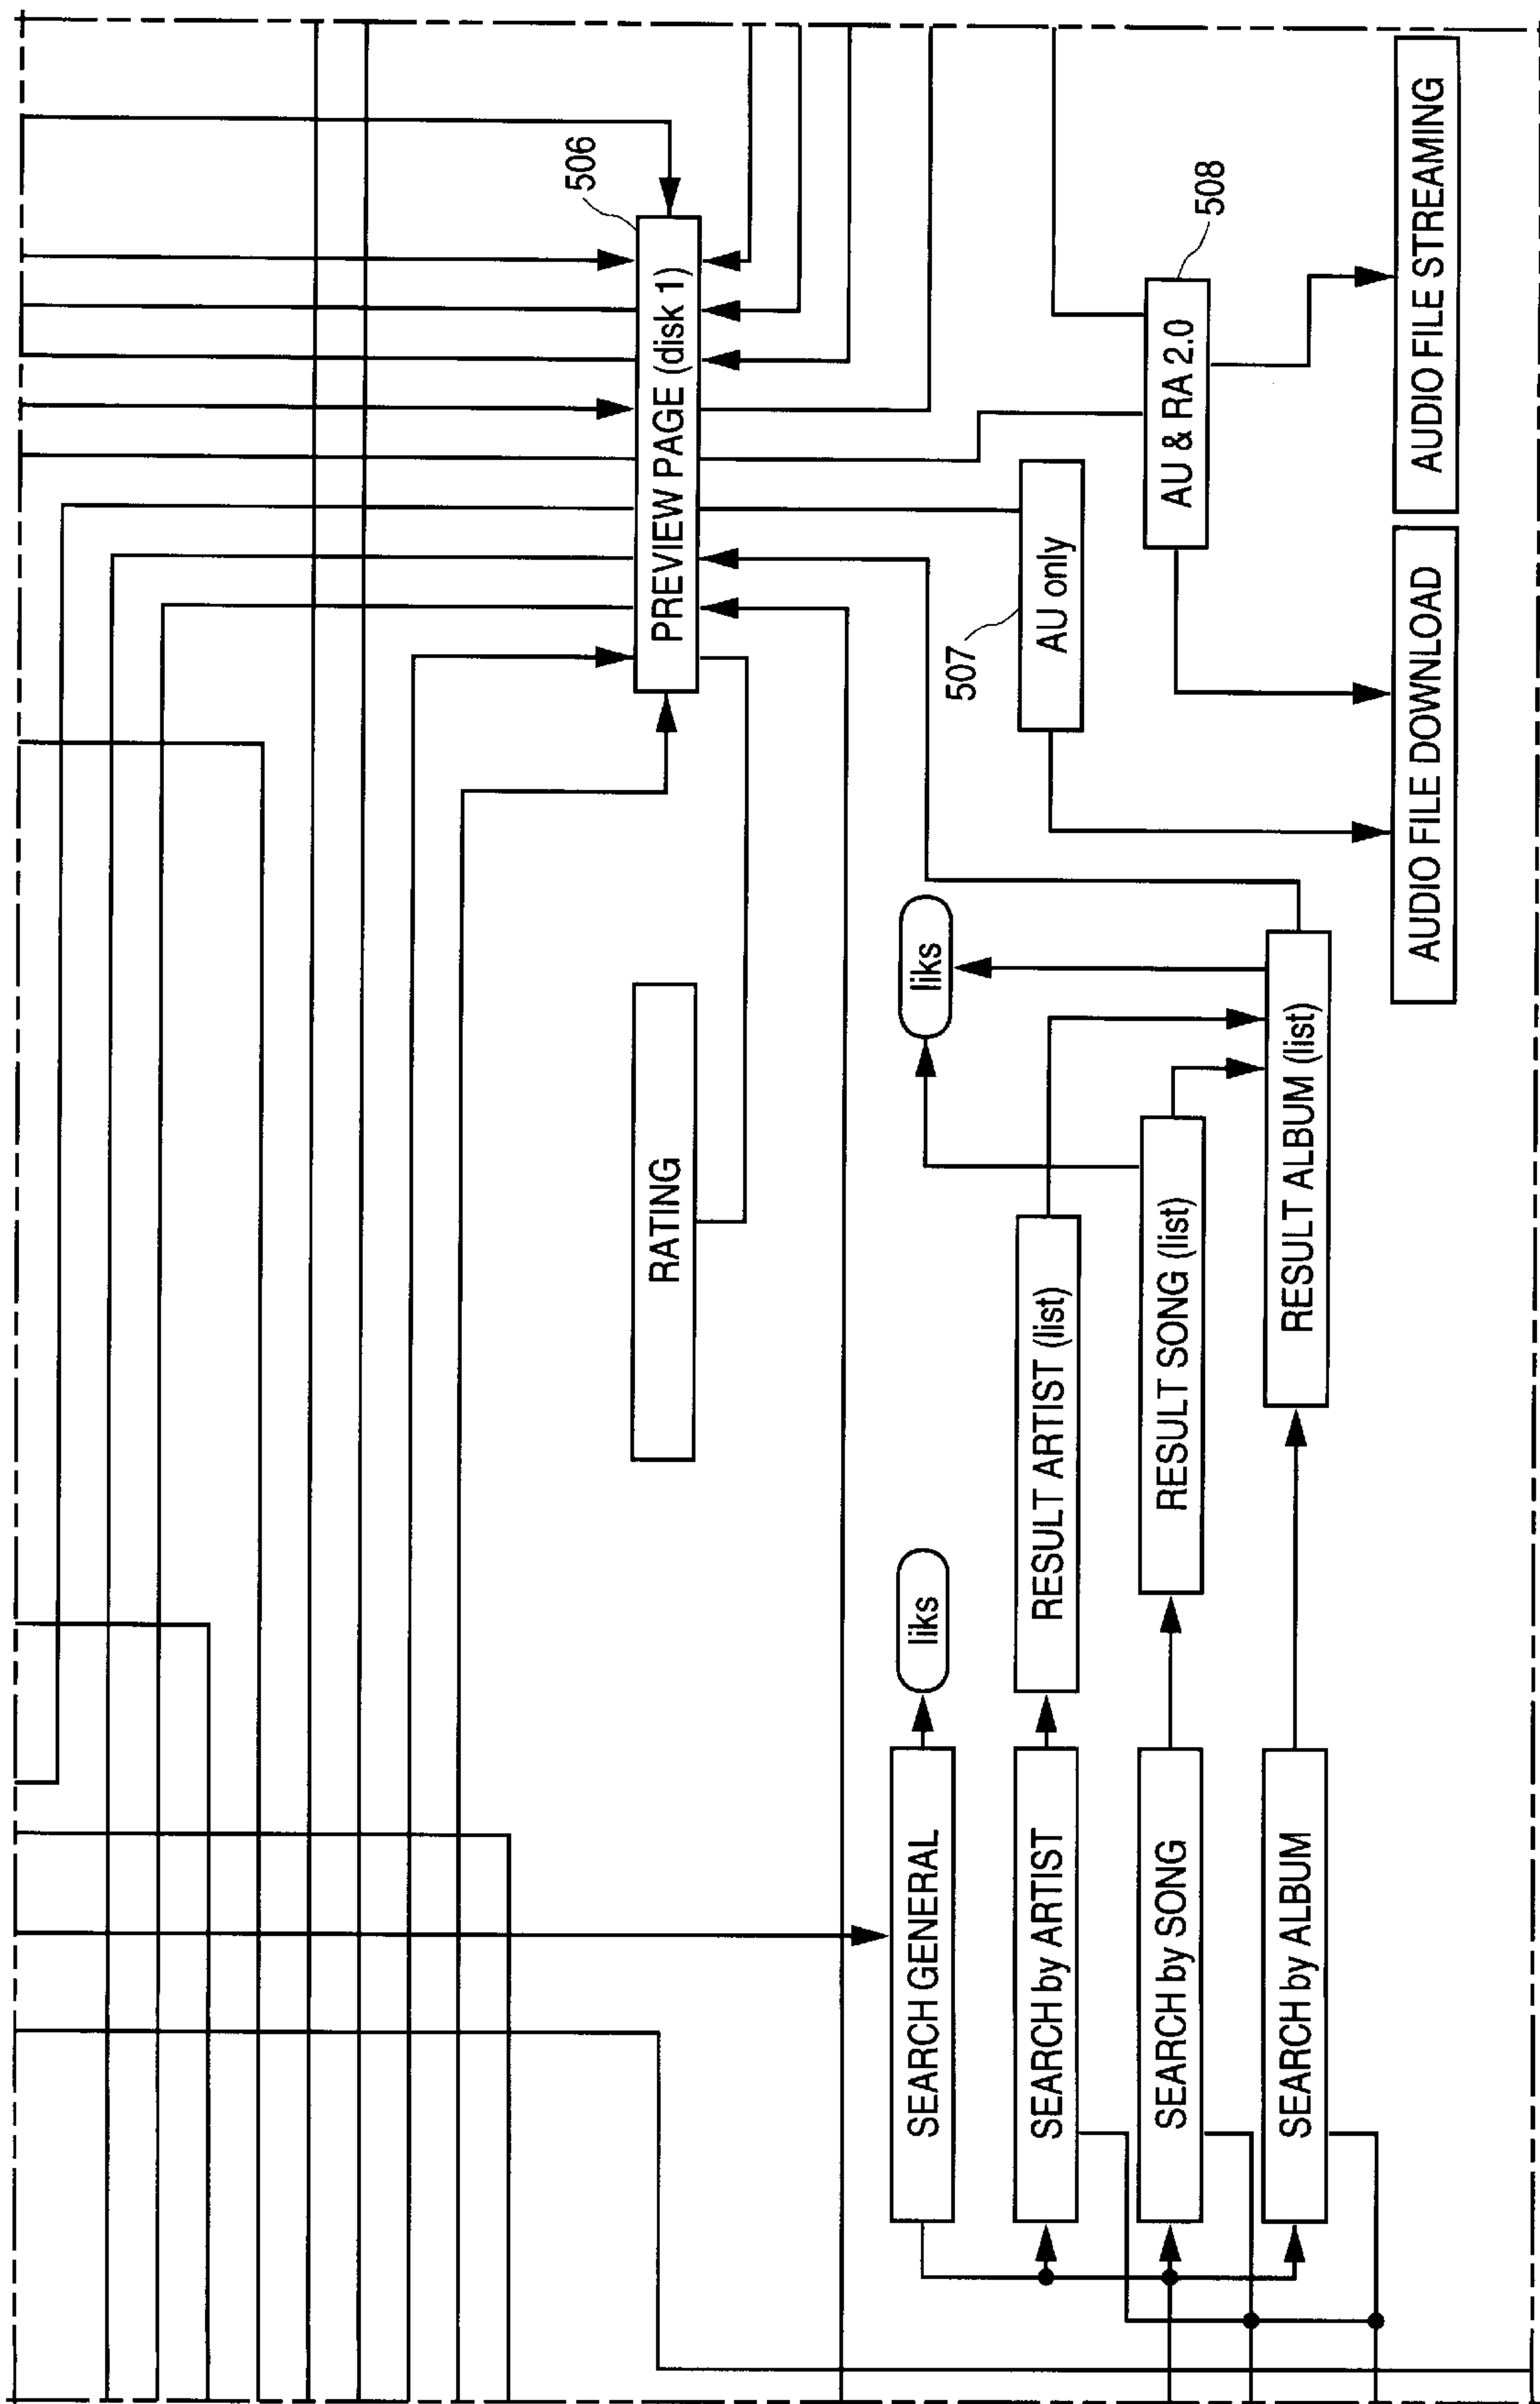 506
PREVIEW PAGE (disk 1)
RATING
liks
liks
507
AU only
508
AU & RA 2.0
SEARCH GENERAL
SEARCH by ARTIST
RESULT ARTIST (list)
SEARCH by SONG
RESULT SONG (list)
SEARCH by ALBUM
RESULT ALBUM (list)
AUDIO FILE DOWNLOAD
AUDIO FILE STREAMING